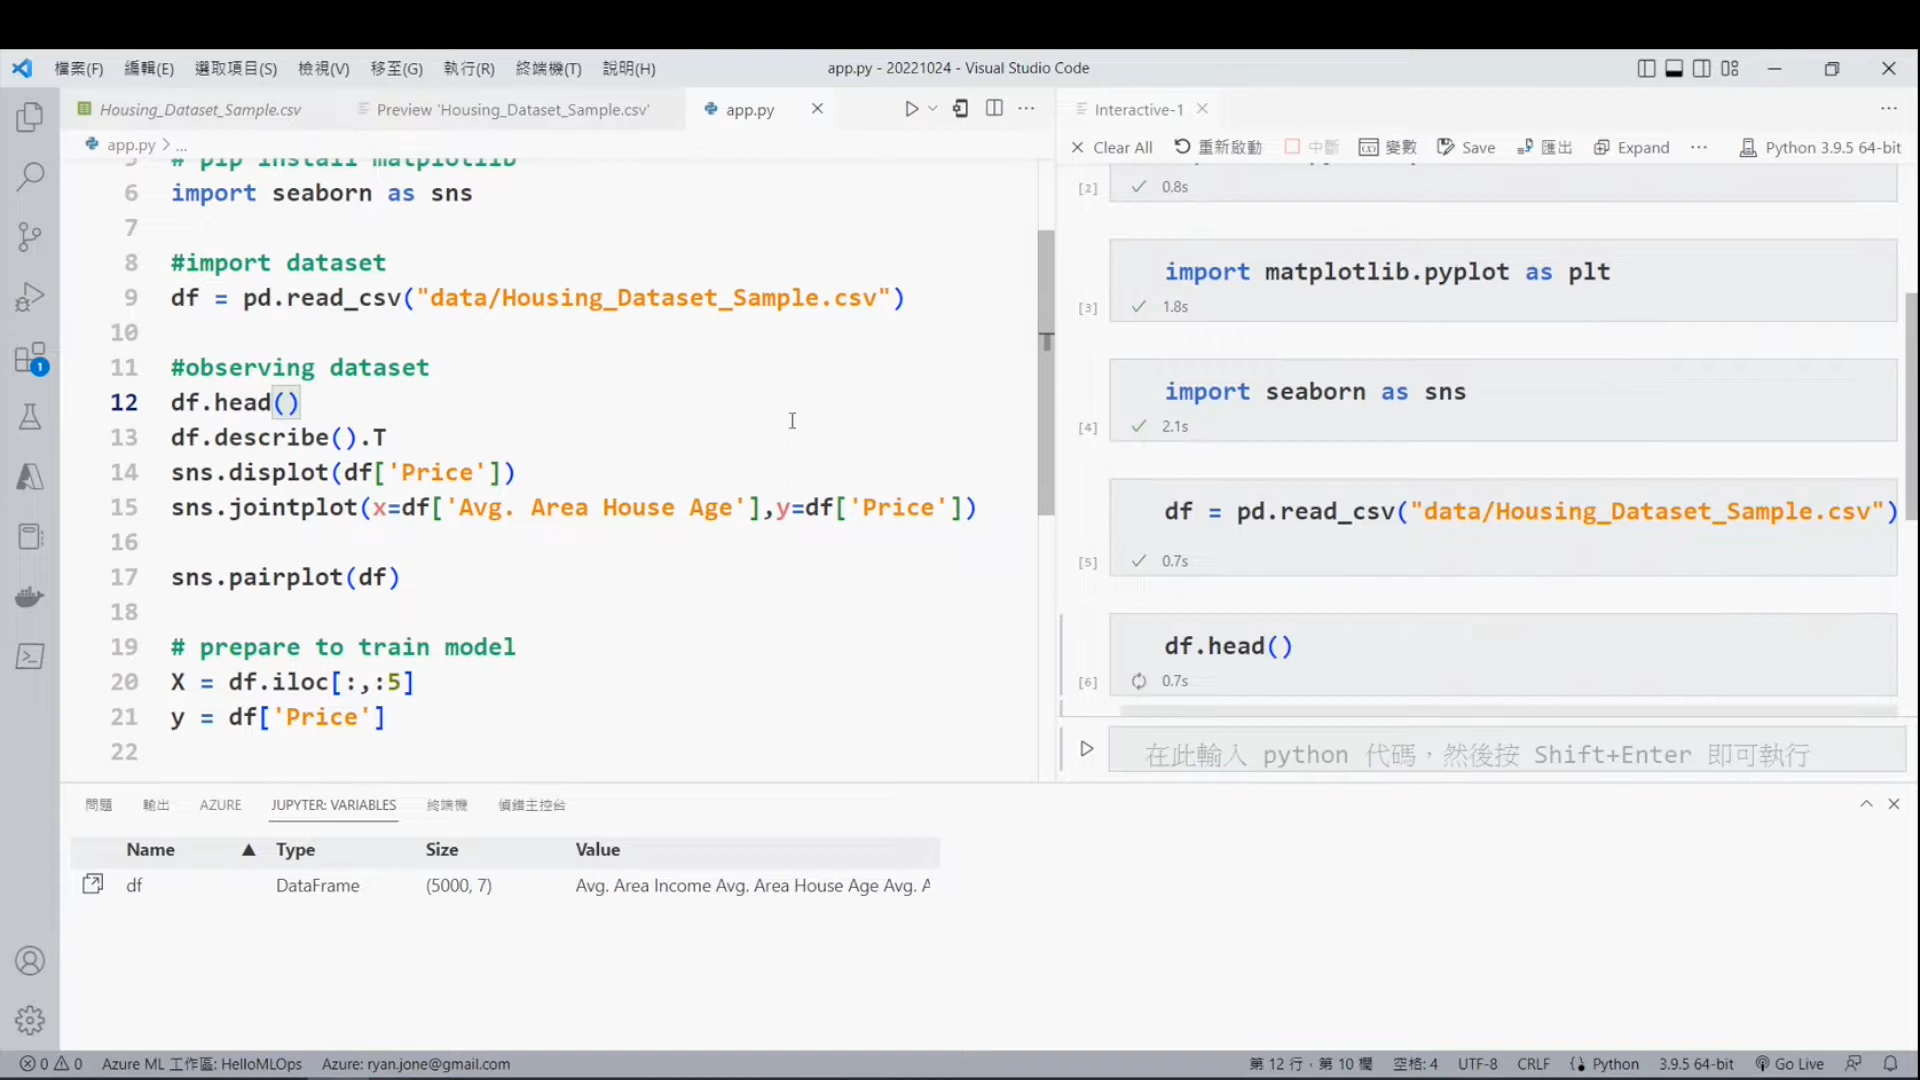 檔案(F) 編輯(E) 選取項目(S) 檢視(V) 移至(G) 執行(R) 終端機(T) 說明(H) app.py - 20221024 - Visual Studio Code
Housing_Dataset_Sample.csv Preview 'Housing_Dataset_Sample.csv' app.py
app.py > ...
5 # pip install matplotlib
6 import seaborn as sns
7
8 #import dataset
9 df = pd.read_csv("data/Housing_Dataset_Sample.csv")
10
11 #observing dataset
12 df.head()
13 df.describe().T
14 sns.displot(df['Price'])
15 sns.jointplot(x=df['Avg. Area House Age'],y=df['Price'])
16
17 sns.pairplot(df)
18
19 # prepare to train model
20 X = df.iloc[:,:5]
21 y = df['Price']
22
Interactive-1
Clear All 重新啟動 中斷 變數 Save 匯出 Expand ... Python 3.9.5 64-bit
[2] 0.8s
import matplotlib.pyplot as plt
[3] 1.8s
import seaborn as sns
[4] 2.1s
df = pd.read_csv("data/Housing_Dataset_Sample.csv")
[5] 0.7s
df.head()
[6] 0.7s
在此輸入 python 代碼，然後按 Shift+Enter 即可執行
問題 輸出 AZURE JUPYTER: VARIABLES 終端機 偵錯主控台
Name ▲ Type Size Value
df DataFrame (5000, 7) Avg. Area Income Avg. Area House Age Avg. A
1
0 0 Azure ML 工作區: HelloMLOps Azure: ryan.jone@gmail.com 第 12 行，第 10 欄 空格: 4 UTF-8 CRLF Python 3.9.5 64-bit Go Live